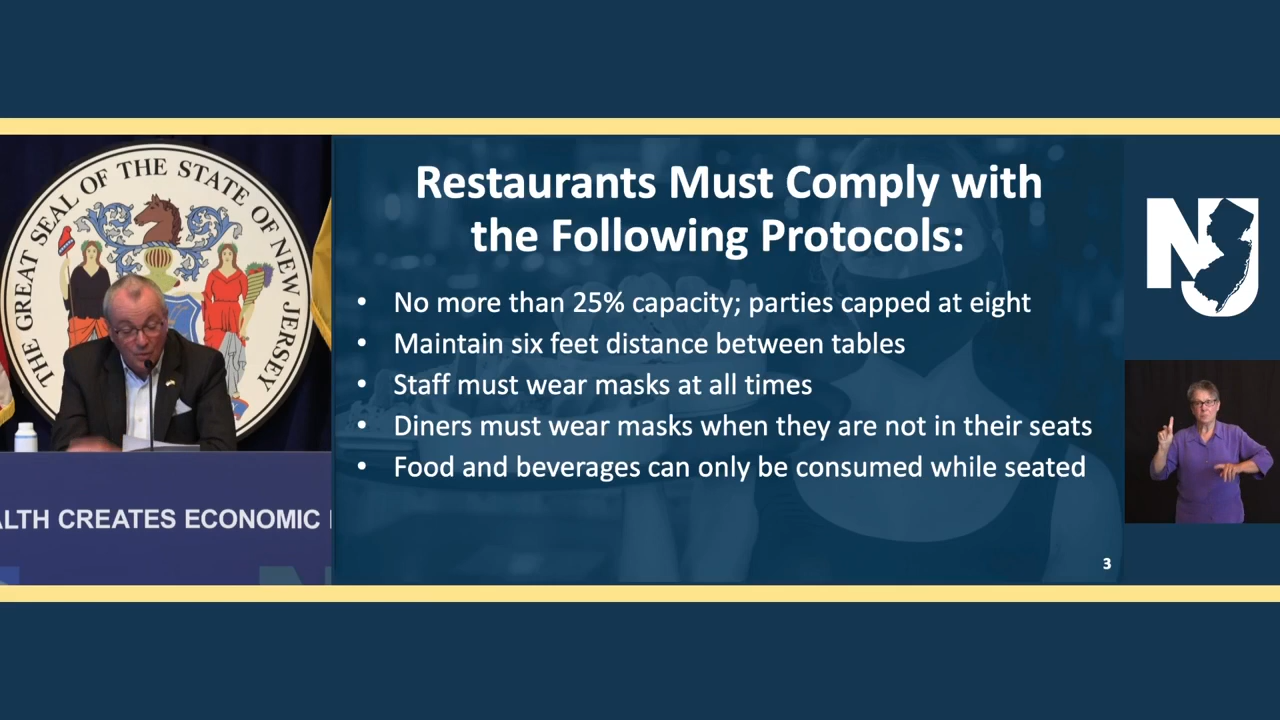 THE GREAT SEAL OF THE STATE OF NEW JERSEY
ALTH CREATES ECONOMIC
Restaurants Must Comply with
the Following Protocols:
• No more than 25% capacity; parties capped at eight
• Maintain six feet distance between tables
• Staff must wear masks at all times
• Diners must wear masks when they are not in their seats
• Food and beverages can only be consumed while seated
3
NJ